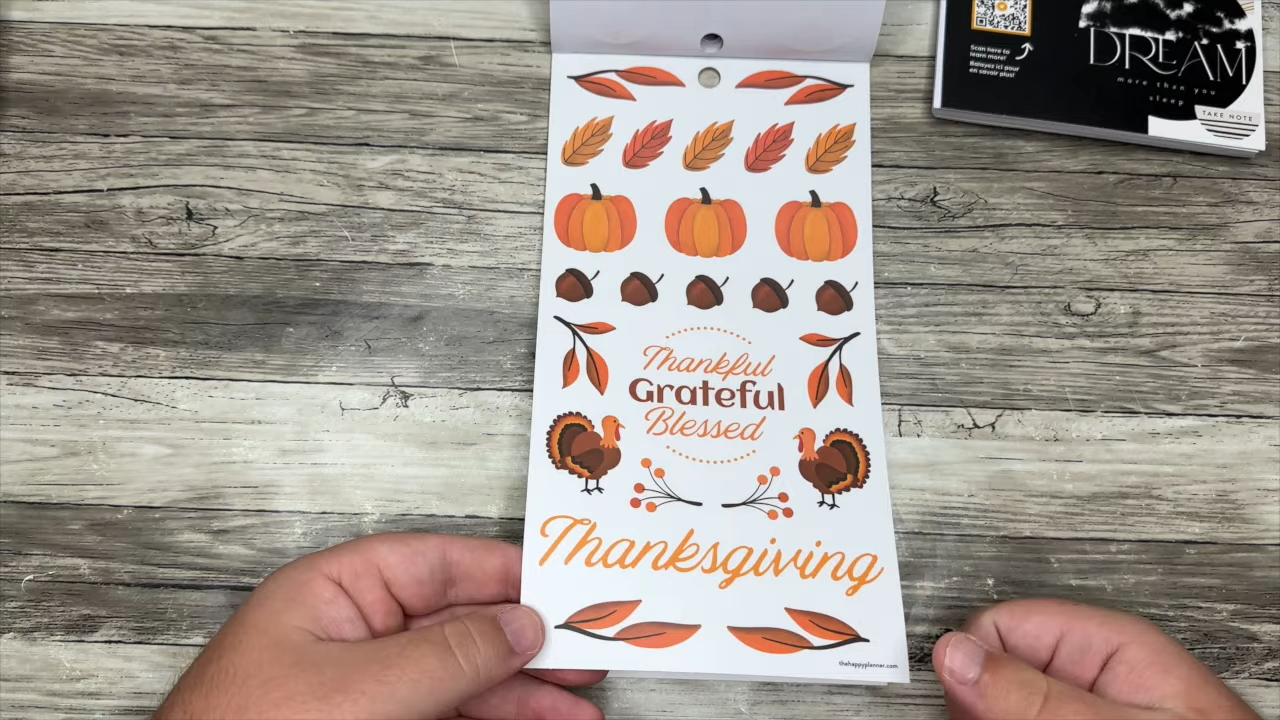 Scan here to
learn more!
Balayez ici pour
en savoir plus!
DREAM
more than you
sleep
TAKE NOTE
Thankful
Grateful
Blessed
Thanksgiving
thehappyplanner.com